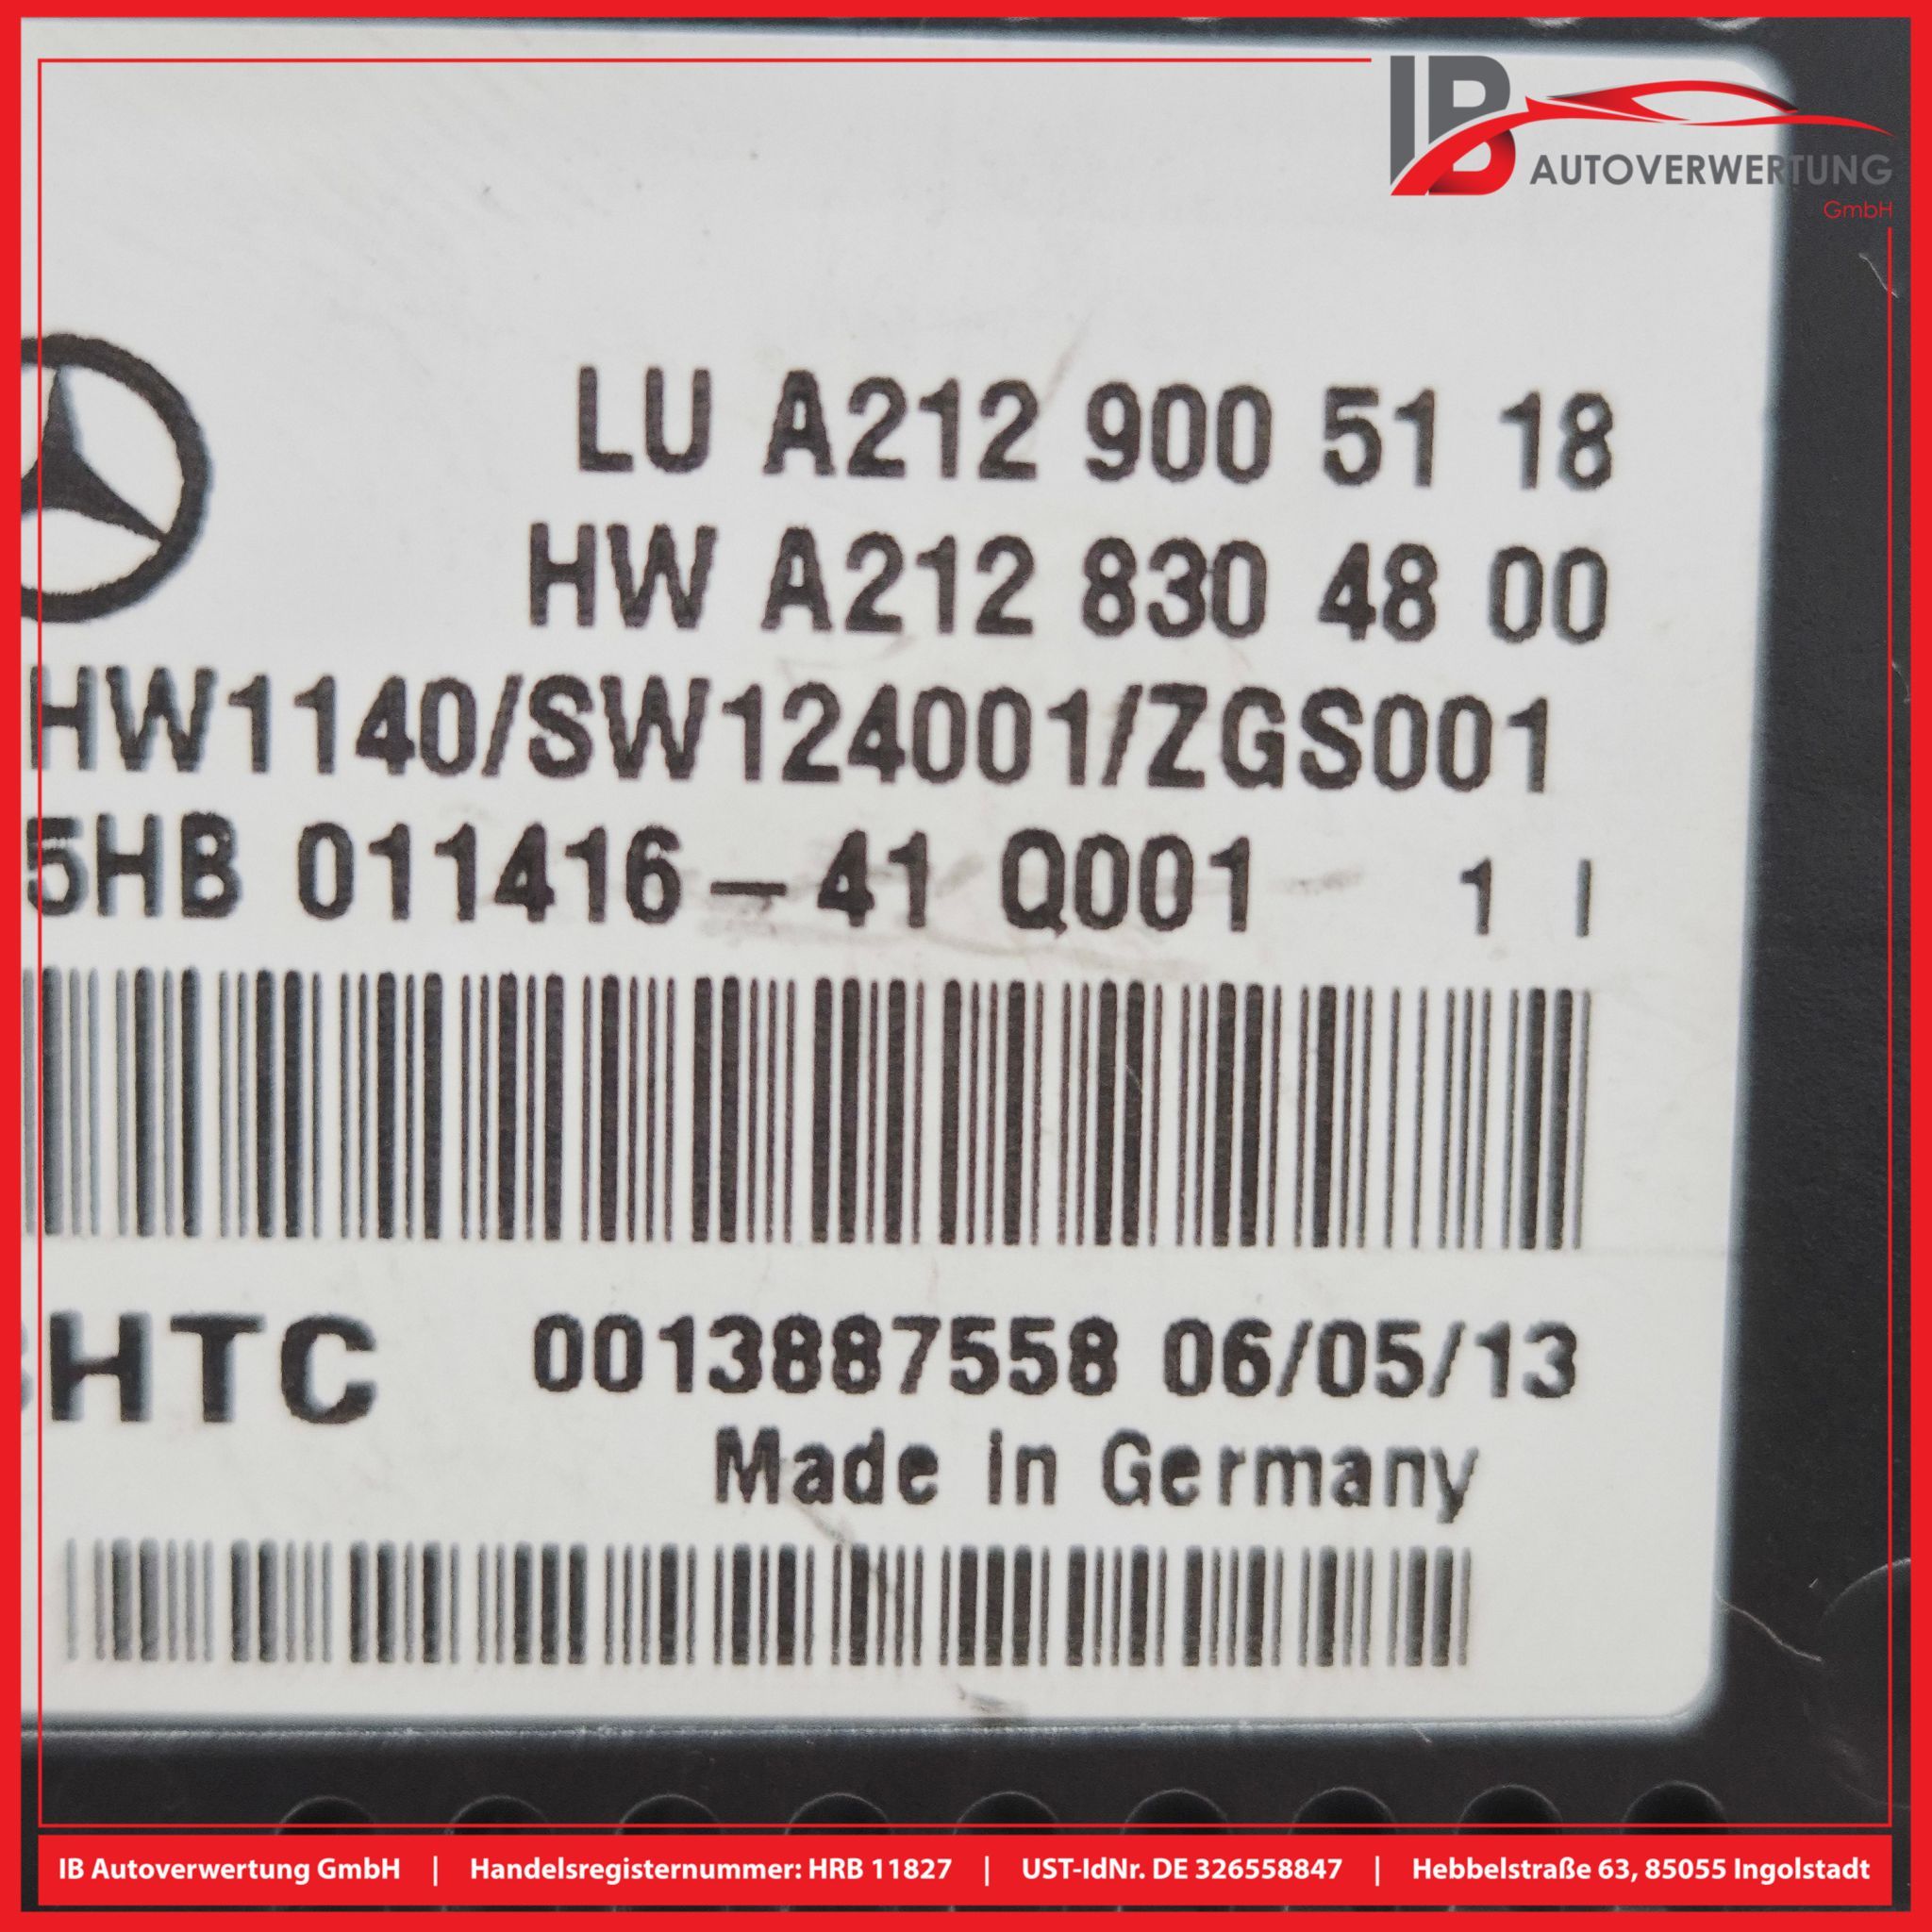 IB AUTOVERWERTUNG
GmbH
LU A212 900 51 18
HW A212 830 48 00
HW1140/SW124001/ZGS001
5HB 011416-41 Q001 1 I
HTC 0013887558 06/05/13
Made in Germany
IB Autoverwertung GmbH | Handelsregisternummer: HRB 11827 | UST-IdNr. DE 326558847 | Hebbelstraße 63, 85055 Ingolstadt